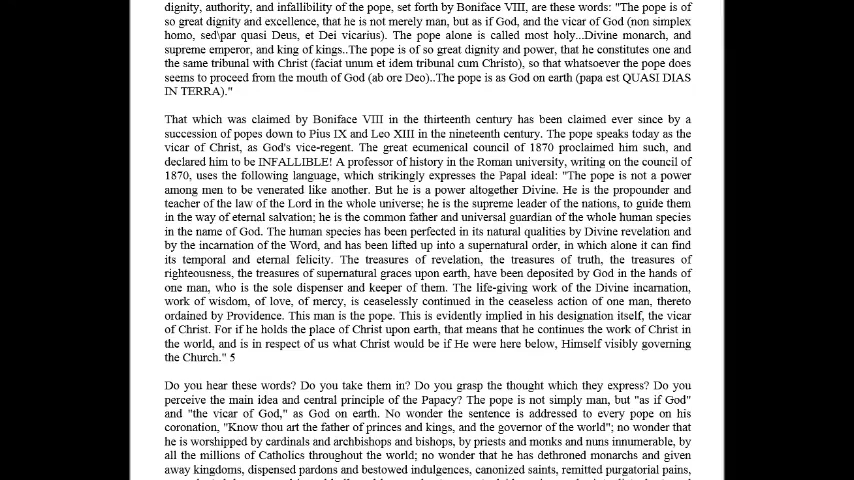 dignity, authority, and infallibility of the pope, set forth by Boniface VIII, are these words: "The pope is of
so great dignity and excellence, that he is not merely man, but as if God, and the vicar of God (non simplex
homo, sed\par quasi Deus, et Dei vicarius). The pope alone is called most holy...Divine monarch, and
supreme emperor, and king of kings..The pope is of so great dignity and power, that he constitutes one and
the same tribunal with Christ (faciat unum et idem tribunal cum Christo), so that whatsoever the pope does
seems to proceed from the mouth of God (ab ore Deo)..The pope is as God on earth (papa est QUASI DIAS
IN TERRA)."
That which was claimed by Boniface VIII in the thirteenth century has been claimed ever since by a
succession of popes down to Pius IX and Leo XIII in the nineteenth century. The pope speaks today as the
vicar of Christ, as God's vice-regent. The great ecumenical council of 1870 proclaimed him such, and
declared him to be INFALLIBLE! A professor of history in the Roman university, writing on the council of
1870, uses the following language, which strikingly expresses the Papal ideal: "The pope is not a power
among men to be venerated like another. But he is a power altogether Divine. He is the propounder and
teacher of the law of the Lord in the whole universe; he is the supreme leader of the nations, to guide them
in the way of eternal salvation; he is the common father and universal guardian of the whole human species
in the name of God. The human species has been perfected in its natural qualities by Divine revelation and
by the incarnation of the Word, and has been lifted up into a supernatural order, in which alone it can find
its temporal and eternal felicity. The treasures of revelation, the treasures of truth, the treasures of
righteousness, the treasures of supernatural graces upon earth, have been deposited by God in the hands of
one man, who is the sole dispenser and keeper of them. The life-giving work of the Divine incarnation,
work of wisdom, of love, of mercy, is ceaselessly continued in the ceaseless action of one man, thereto
ordained by Providence. This man is the pope. This is evidently implied in his designation itself, the vicar
of Christ. For if he holds the place of Christ upon earth, that means that he continues the work of Christ in
the world, and is in respect of us what Christ would be if He were here below, Himself visibly governing
the Church." 5
Do you hear these words? Do you take them in? Do you grasp the thought which they express? Do you
perceive the main idea and central principle of the Papacy? The pope is not simply man, but "as if God"
and "the vicar of God," as God on earth. No wonder the sentence is addressed to every pope on his
coronation, "Know thou art the father of princes and kings, and the governor of the world"; no wonder that
he is worshipped by cardinals and archbishops and bishops, by priests and monks and nuns innumerable, by
all the millions of Catholics throughout the world; no wonder that he has dethroned monarchs and given
away kingdoms, dispensed pardons and bestowed indulgences, canonized saints, remitted purgatorial pains,